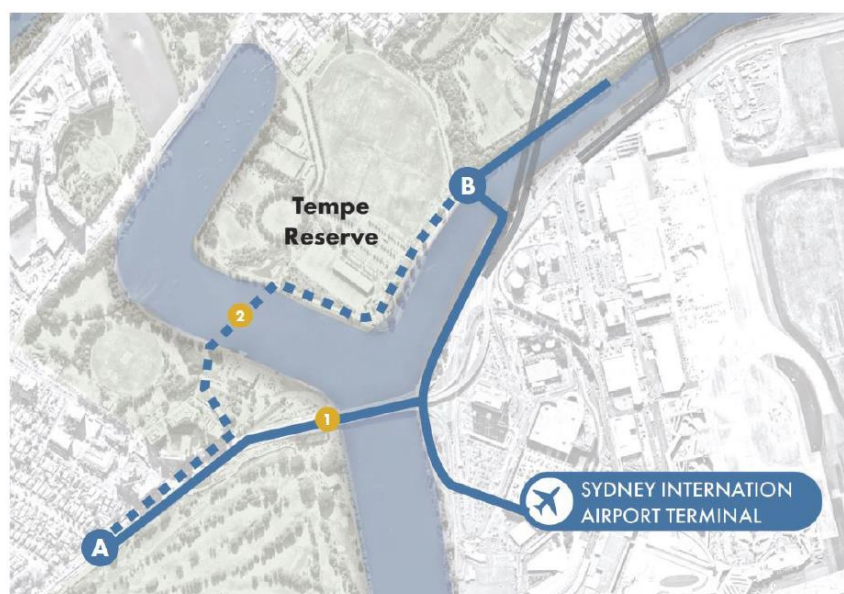 B
Tempe
Reserve
2
1
SYDNEY INTERNATION
AIRPORT TERMINAL
A